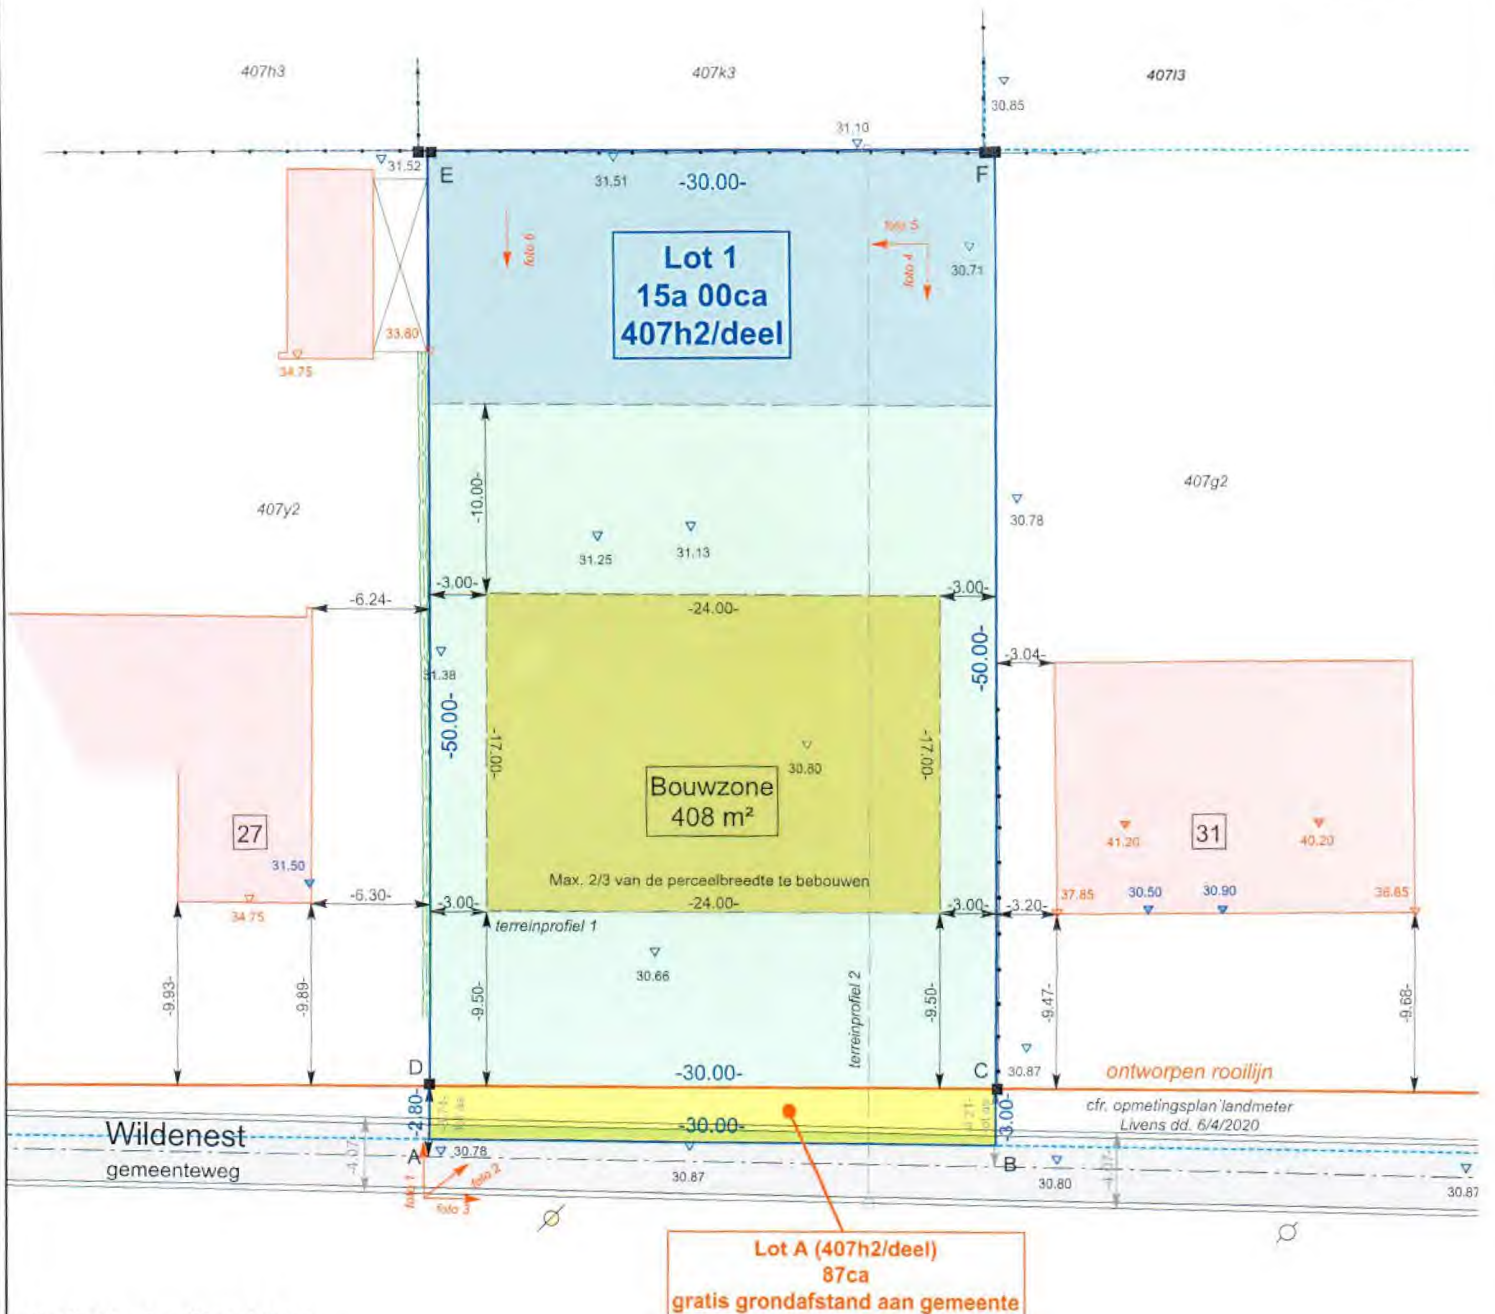 407h3
407k3
407l3
30.85
31.10
31.52
E
31.51
-30.00-
F
foto 6
Lot 1
15a 00ca
407h2/deel
foto 5
foto 4
30.71
33.80
34.75
-10.00-
407y2
407g2
30.78
31.25
31.13
-3.00-
-3.00-
-6.24-
-24.00-
31.38
-50.00-
-50.00-
-3.04-
-17.00-
-17.00-
30.80
Bouwzone
408 m²
27
31
41.20
40.20
31.50
Max. 2/3 van de perceelbreedte te bebouwen
34.75
-6.30-
-3.00-
-24.00-
-3.00-
-3.20-
37.85
30.50
30.90
36.85
terreinprofiel 1
30.66
-9.93-
-9.89-
-9.50-
terreinprofiel 2
-9.50-
-9.47-
-9.68-
D
-30.00-
C
30.87
ontworpen rooilijn
-2.80-
-3.00-
cfr. opmetingsplan landmeter
Livens dd. 6/4/2020
Wildenest
gemeenteweg
-4.07-
-30.00-
A
30.78
B
30.87
30.80
30.87
foto 1
foto 2
foto 3
Lot A (407h2/deel)
87ca
gratis grondafstand aan gemeente